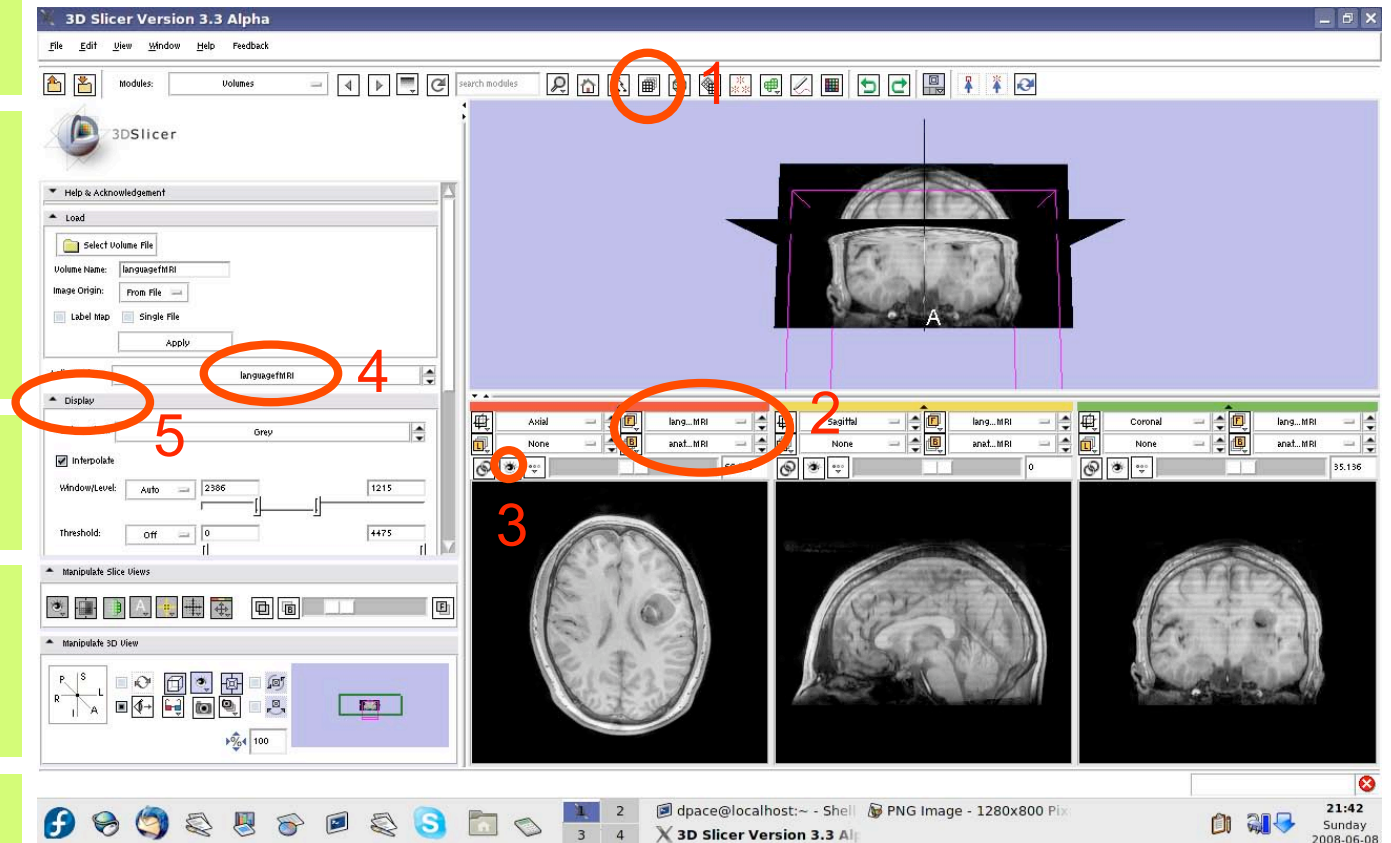 3D Slicer Version 3.3 Alpha
File Edit View Window Help Feedback
Modules: Volumes search modules
1
3DSlicer
Help & Acknowledgement
Load
Select Volume File
Volume Name: languagefMRI
Image Origin: From File
Label Map Single File
Apply
languagefMRI
4
Display
5
Grey
Interpolate
Window/Level: Auto 2386 1215
Threshold: Off 0 4475
Manipulate Slice Views
A B F
Manipulate 3D View
P S R L I A
% 100
A
Axial F lang...MRI
L None B anat...MRI
2
3
Sagittal F lang...MRI
None B anat...MRI
0
Coronal F lang...MRI
L None B anat...MRI
35.136
1 2
3 4
dpace@localhost:~ - Shell
PNG Image - 1280x800 Pix
3D Slicer Version 3.3 Al
21:42
Sunday
2008-06-08